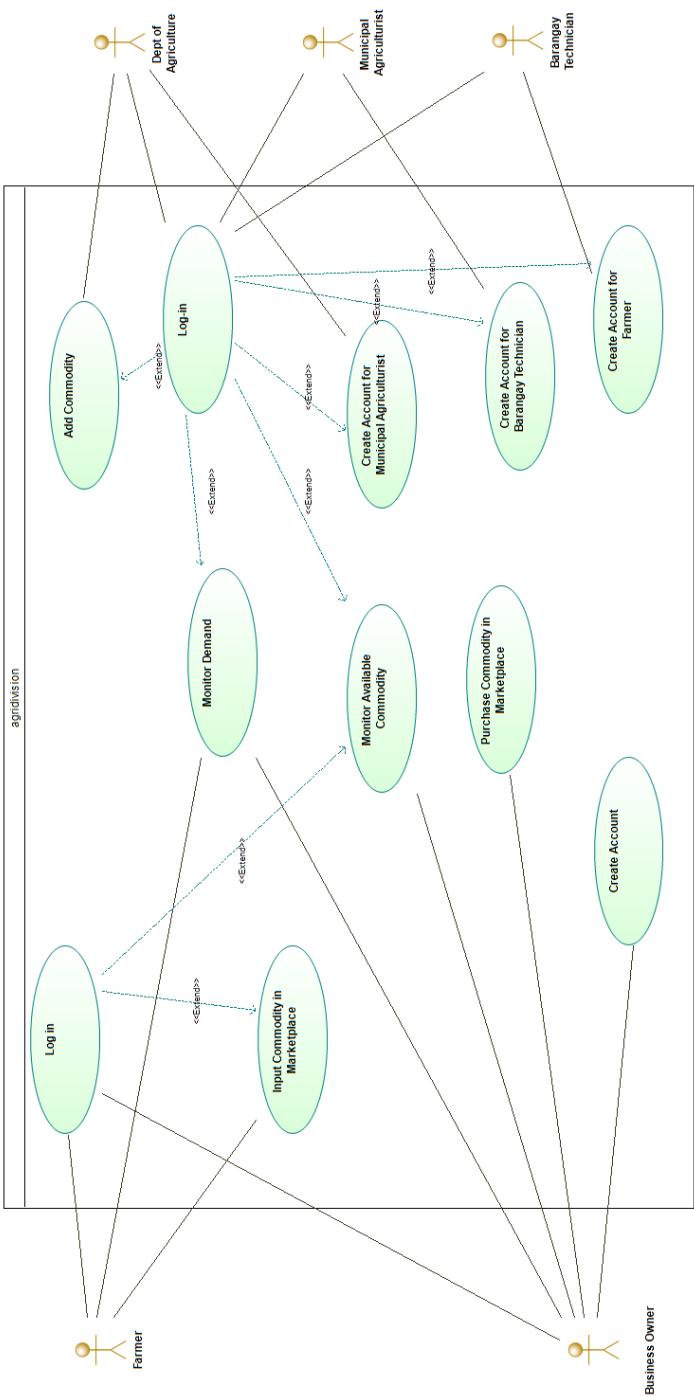 agridivision
Farmer
Business Owner
Log in
Input Commodity in
Marketplace
Create Account
<<Extend>>
<<Extend>>
Monitor Demand
Monitor Available
Commodity
Purchase Commodity in
Marketplace
<<Extend>>
<<Extend>>
Add Commodity
<<Extend>>
Log-in
<<Extend>>
<<Extend>>
<<Extend>>
Create Account for
Municipal Agriculturist
Create Account for
Barangay Technician
Create Account for
Farmer
Dept of
Agriculture
Municipal
Agriculturist
Barangay
Technician